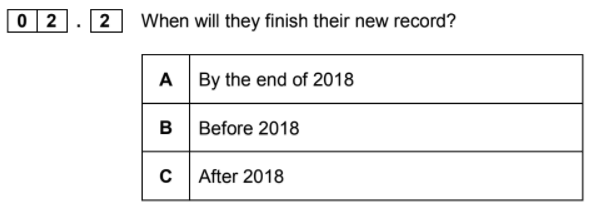 0 2 . 2 When will they finish their new record?
A By the end of 2018
B Before 2018
C After 2018